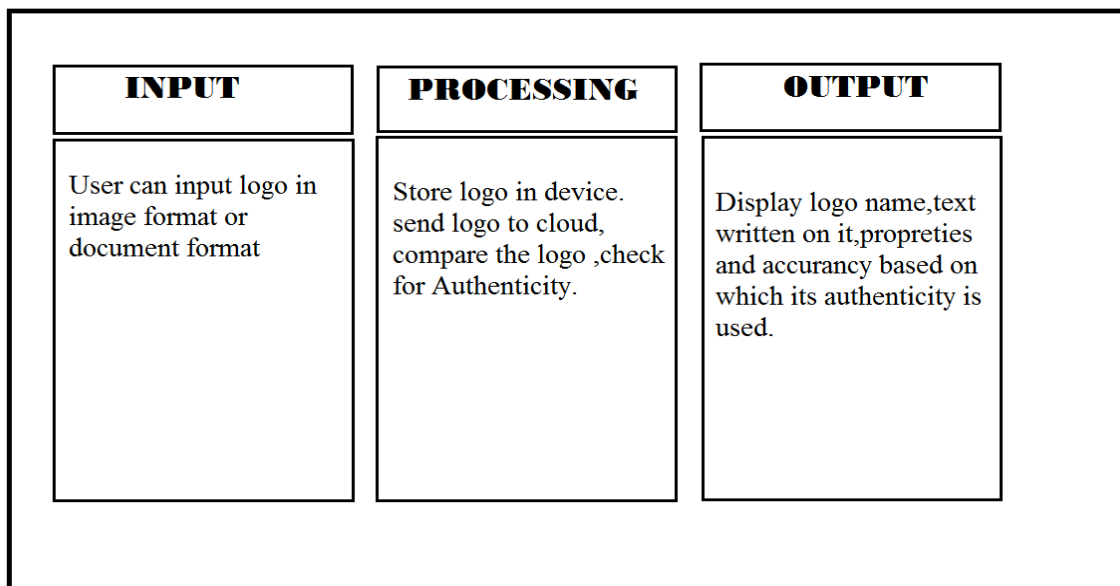 INPUT
User can input logo in
image format or
document format
PROCESSING
Store logo in device.
send logo to cloud,
compare the logo ,check
for Authenticity.
OUTPUT
Display logo name,text
written on it,propreties
and accurancy based on
which its authenticity is
used.